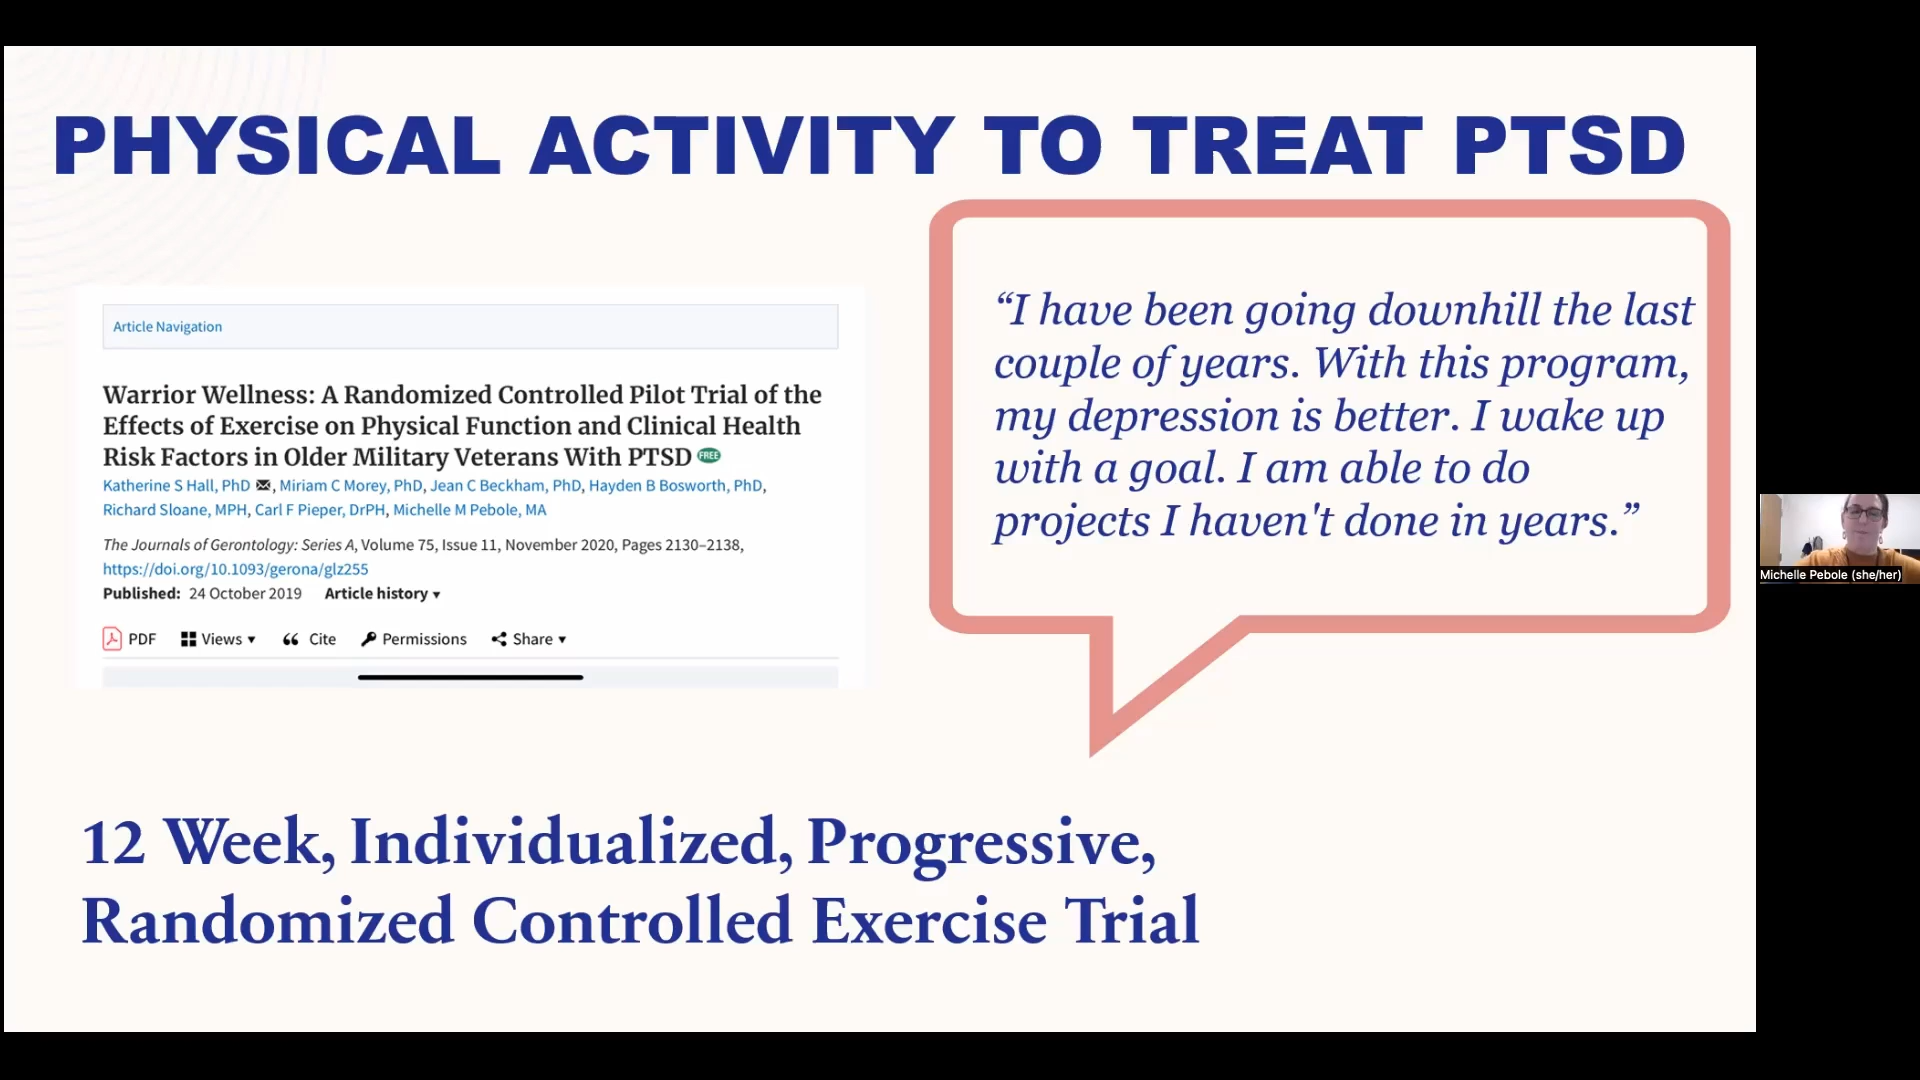 PHYSICAL ACTIVITY TO TREAT PTSD
Article Navigation
Warrior Wellness: A Randomized Controlled Pilot Trial of the
Effects of Exercise on Physical Function and Clinical Health
Risk Factors in Older Military Veterans With PTSD FREE
Katherine S Hall, PhD, Miriam C Morey, PhD, Jean C Beckham, PhD, Hayden B Bosworth, PhD,
Richard Sloane, MPH, Carl F Pieper, DrPH, Michelle M Pebole, MA
The Journals of Gerontology: Series A, Volume 75, Issue 11, November 2020, Pages 2130–2138,
https://doi.org/10.1093/gerona/glz255
Published: 24 October 2019 Article history
PDF Views Cite Permissions Share
“I have been going downhill the last
couple of years. With this program,
my depression is better. I wake up
with a goal. I am able to do
projects I haven't done in years.”
12 Week, Individualized, Progressive,
Randomized Controlled Exercise Trial
Michelle Pebole (she/her)